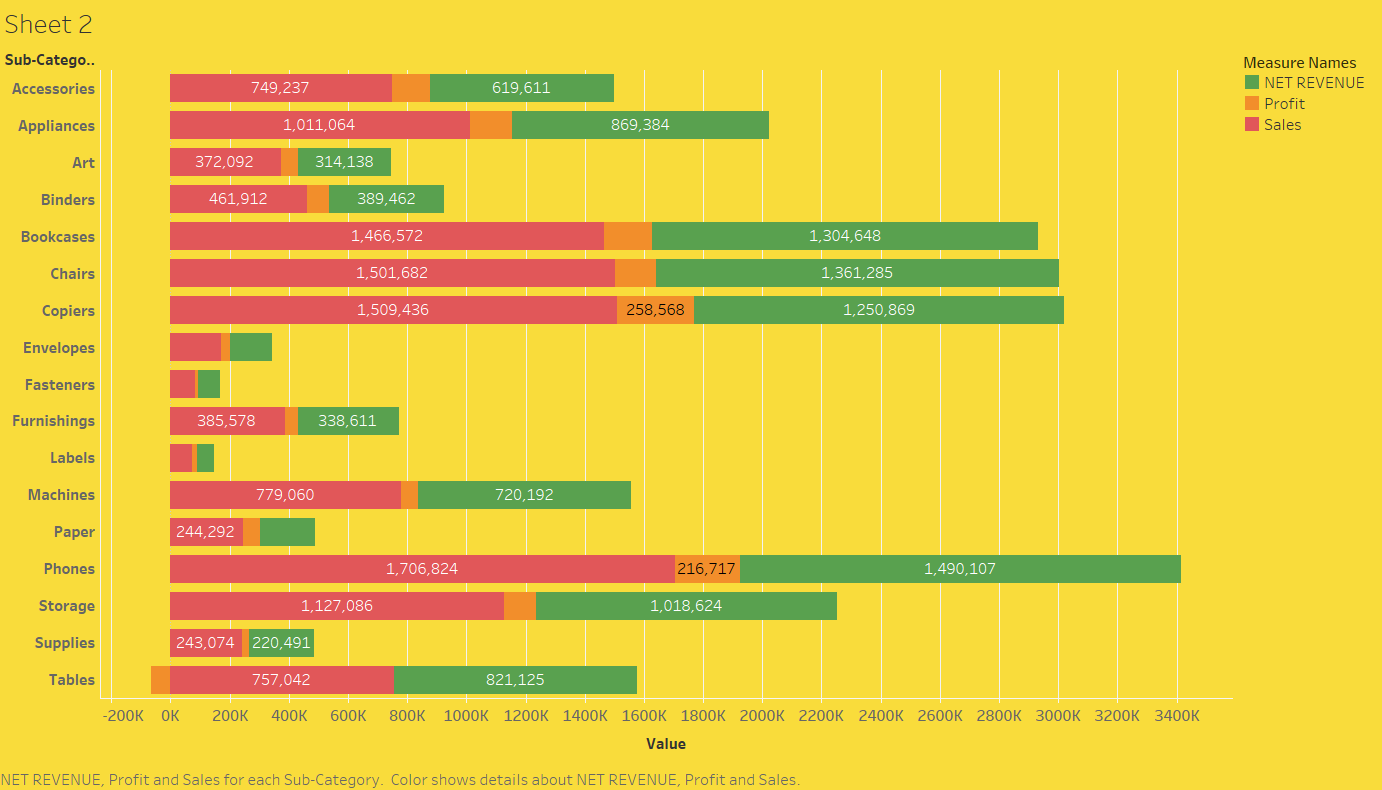 Sheet 2
Sub-Catego..
Accessories 749,237 619,611
Appliances 1,011,064 869,384
Art 372,092 314,138
Binders 461,912 389,462
Bookcases 1,466,572 1,304,648
Chairs 1,501,682 1,361,285
Copiers 1,509,436 258,568 1,250,869
Envelopes
Fasteners
Furnishings 385,578 338,611
Labels
Machines 779,060 720,192
Paper 244,292
Phones 1,706,824 216,717 1,490,107
Storage 1,127,086 1,018,624
Supplies 243,074 220,491
Tables 757,042 821,125
-200K 0K 200K 400K 600K 800K 1000K 1200K 1400K 1600K 1800K 2000K 2200K 2400K 2600K 2800K 3000K 3200K 3400K
Value
Measure Names
NET REVENUE
Profit
Sales
NET REVENUE, Profit and Sales for each Sub-Category. Color shows details about NET REVENUE, Profit and Sales.